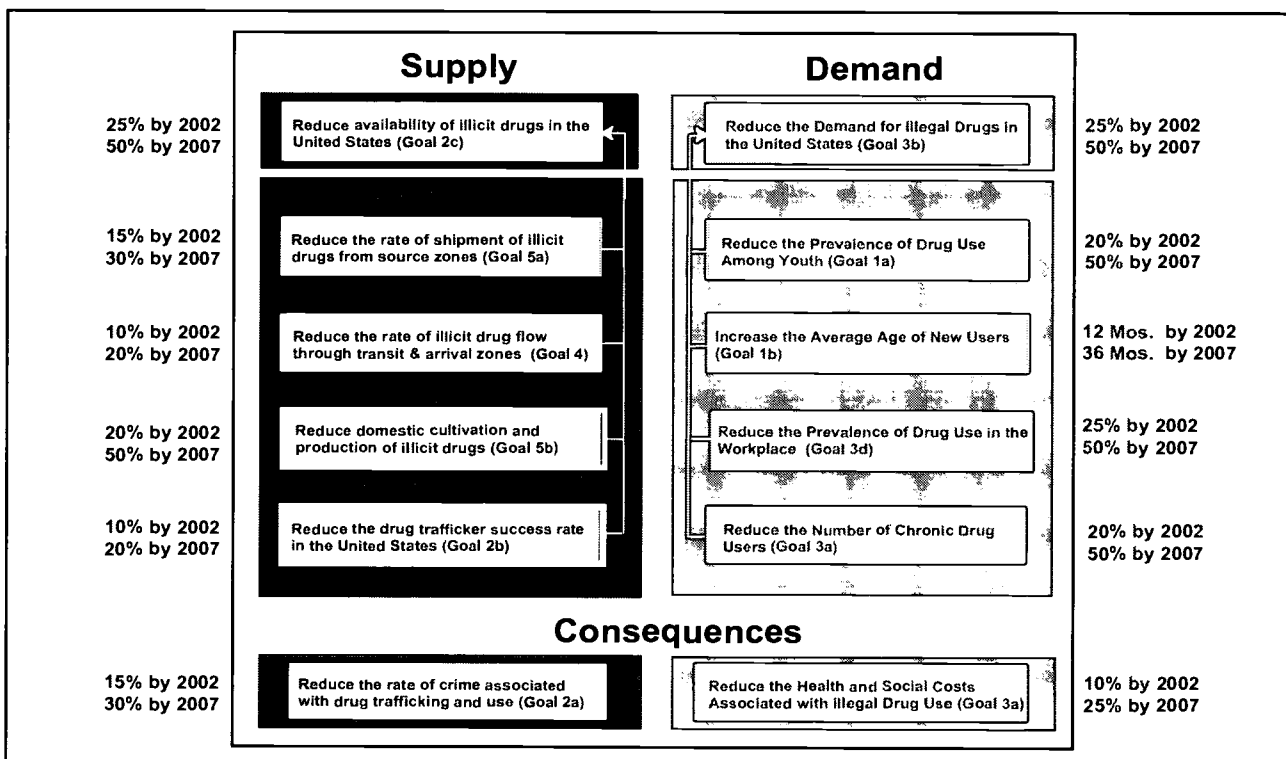 Supply
25% by 2002
50% by 2007
Reduce availability of illicit drugs in the
United States (Goal 2c)
15% by 2002
30% by 2007
Reduce the rate of shipment of illicit
drugs from source zones (Goal 5a)
10% by 2002
20% by 2007
Reduce the rate of illicit drug flow
through transit & arrival zones (Goal 4)
20% by 2002
50% by 2007
Reduce domestic cultivation and
production of illicit drugs (Goal 5b)
10% by 2002
20% by 2007
Reduce the drug trafficker success rate
in the United States (Goal 2b)
Demand
Reduce the Demand for Illegal Drugs in
the United States (Goal 3b)
25% by 2002
50% by 2007
Reduce the Prevalence of Drug Use
Among Youth (Goal 1a)
20% by 2002
50% by 2007
Increase the Average Age of New Users
(Goal 1b)
12 Mos. by 2002
36 Mos. by 2007
Reduce the Prevalence of Drug Use in the
Workplace (Goal 3d)
25% by 2002
50% by 2007
Reduce the Number of Chronic Drug
Users (Goal 3a)
20% by 2002
50% by 2007
Consequences
15% by 2002
30% by 2007
Reduce the rate of crime associated
with drug trafficking and use (Goal 2a)
Reduce the Health and Social Costs
Associated with Illegal Drug Use (Goal 3a)
10% by 2002
25% by 2007